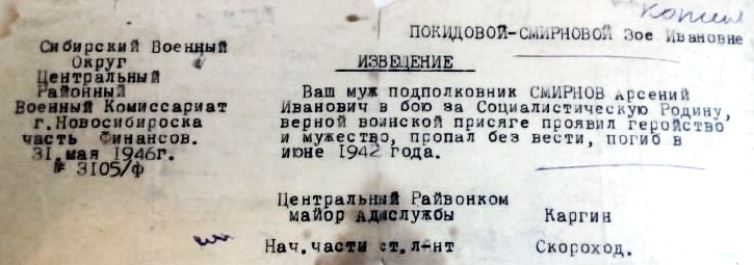 копия
ПОКИДОВОЙ-СМИРНОВОЙ Зое Ивановне
Сибирский Военный
Округ
Центральный
Районный
Военный Комиссариат
г.Новосибироска
часть Финансов.
31.мая 1946г.
№ 3105/ф
ИЗВЕЩЕНИЕ
Ваш муж подполковник СМИРНОВ Арсений
Иванович в бою за Социалистическую Родину,
верной воинской присяге проявил геройство
и мужество, пропал без вести, погиб в
июне 1942 года.
Центральный Райвонком
майор адмслужбы Каргин
Нач.части ст.л-нт Скороход.